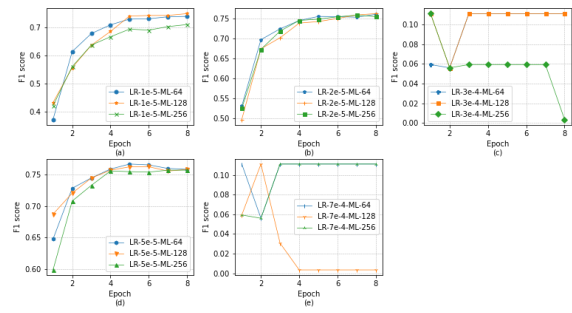 F1 score
0.7
0.6
0.5
0.4
LR-1e-5-ML-64
LR-1e-5-ML-128
LR-1e-5-ML-256
2
4
6
8
Epoch
(a)
F1 score
0.75
0.70
0.65
0.60
0.55
0.50
LR-2e-5-ML-64
LR-2e-5-ML-128
LR-2e-5-ML-256
2
4
6
8
Epoch
(b)
F1 score
0.10
0.08
0.06
0.04
0.02
0.00
LR-3e-4-ML-64
LR-3e-4-ML-128
LR-3e-4-ML-256
2
4
6
8
Epoch
(c)
F1 score
0.75
0.70
0.65
0.60
LR-5e-5-ML-64
LR-5e-5-ML-128
LR-5e-5-ML-256
2
4
6
8
Epoch
(d)
F1 score
0.10
0.08
0.06
0.04
0.02
0.00
LR-7e-4-ML-64
LR-7e-4-ML-128
LR-7e-4-ML-256
2
4
6
8
Epoch
(e)